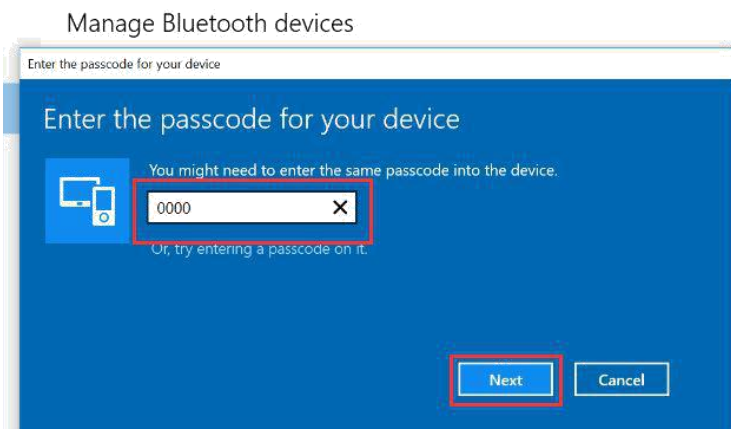 Manage Bluetooth devices
Enter the passcode for your device
Enter the passcode for your device
You might need to enter the same passcode into the device.
0000
Or, try entering a passcode on it.
Next
Cancel